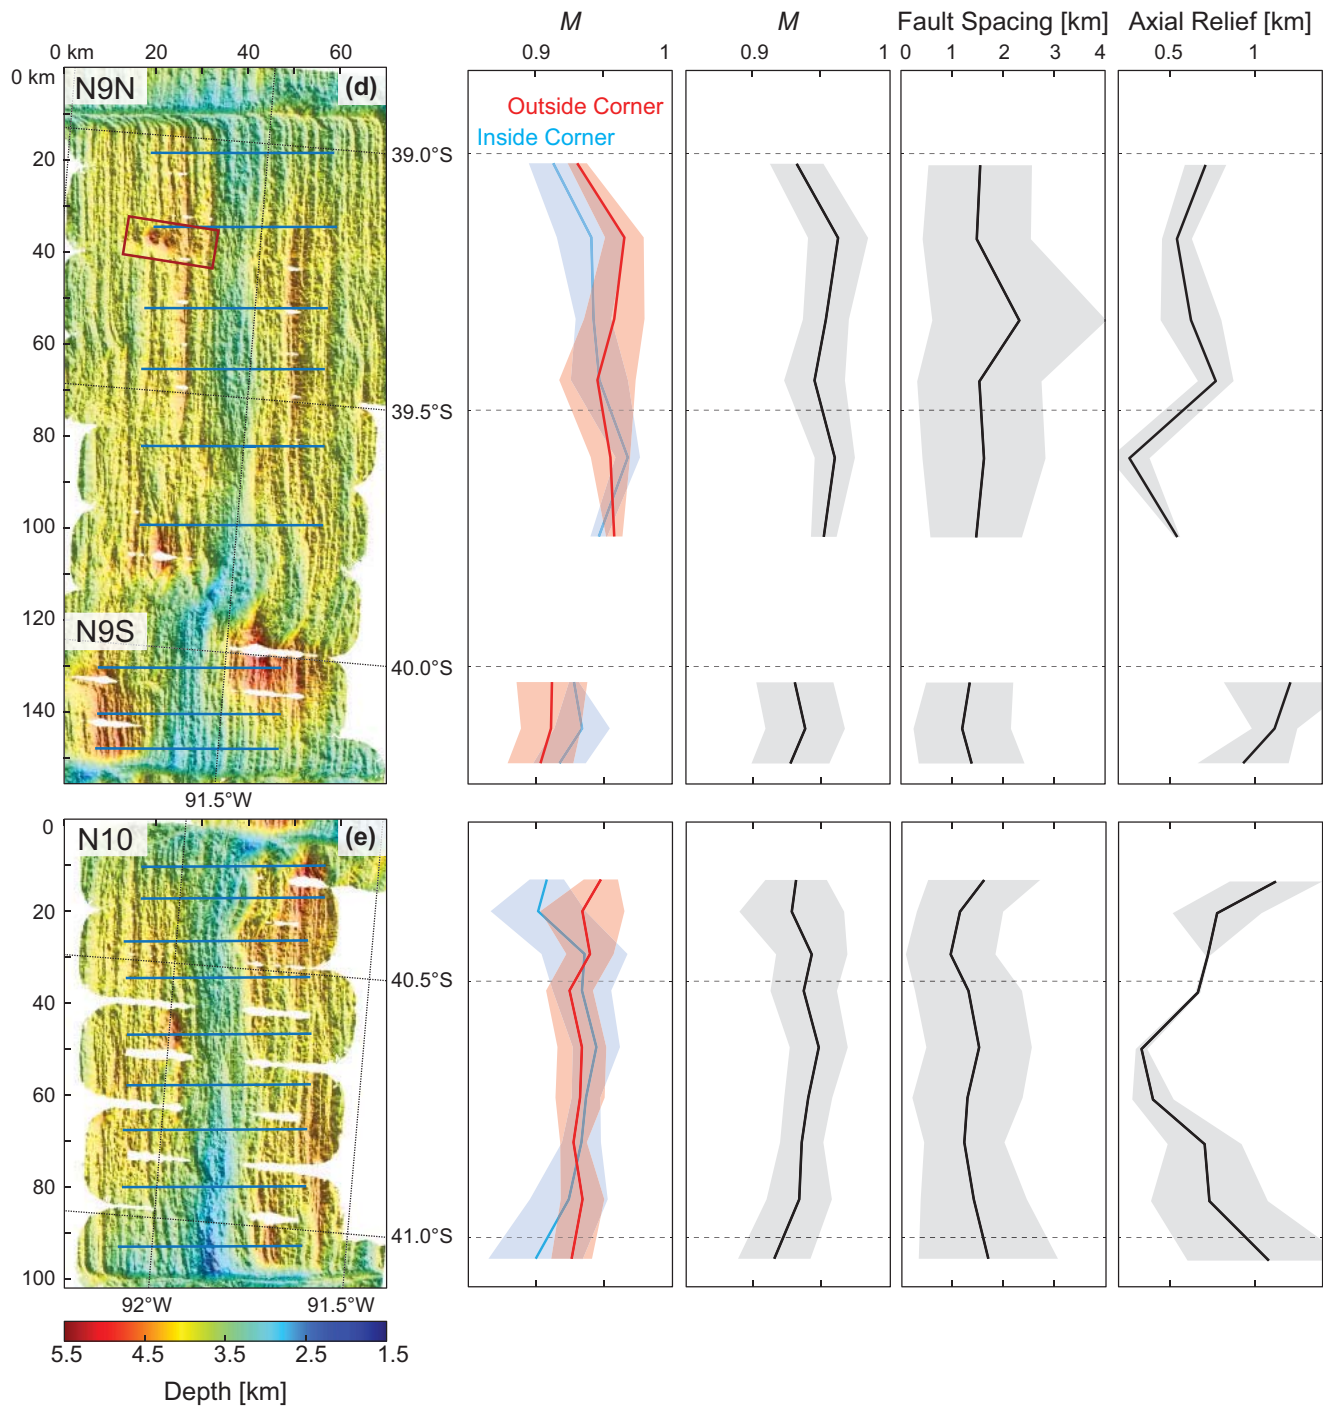 M M Fault Spacing [km] Axial Relief [km]
0 km 20 40 60 0.9 1 0.9 1 0 1 2 3 4 0.5 1
0 km N9N (d)
Outside Corner
Inside Corner
39.0°S
20
40
60
39.5°S
80
100
120
N9S
40.0°S
140
91.5°W
0 N10 (e)
20
40.5°S
40
60
80
41.0°S
100
92°W 91.5°W
5.5 4.5 3.5 2.5 1.5
Depth [km]